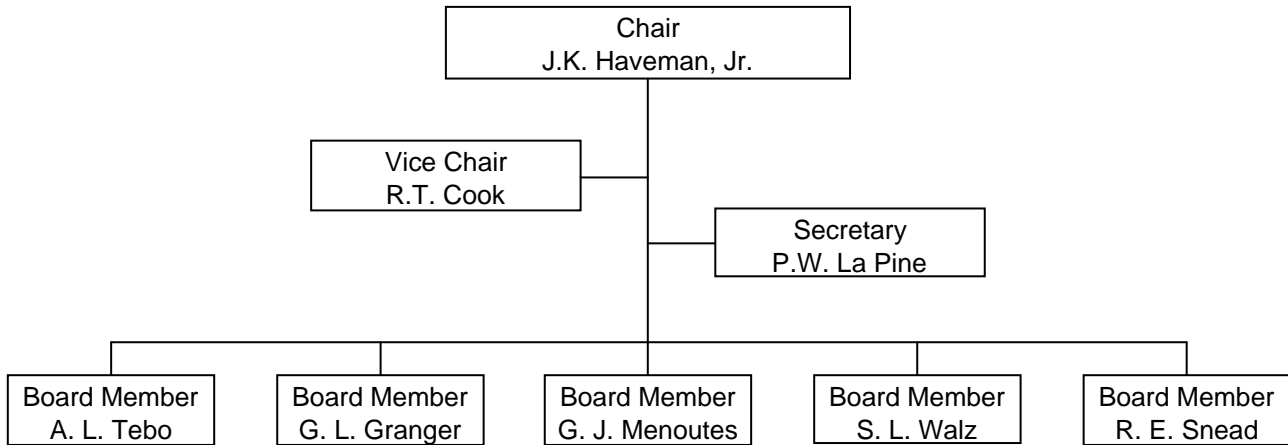 Chair
J.K. Haveman, Jr.
Vice Chair
R.T. Cook
Secretary
P.W. La Pine
Board Member
A. L. Tebo
Board Member
G. L. Granger
Board Member
G. J. Menoutes
Board Member
S. L. Walz
Board Member
R. E. Snead